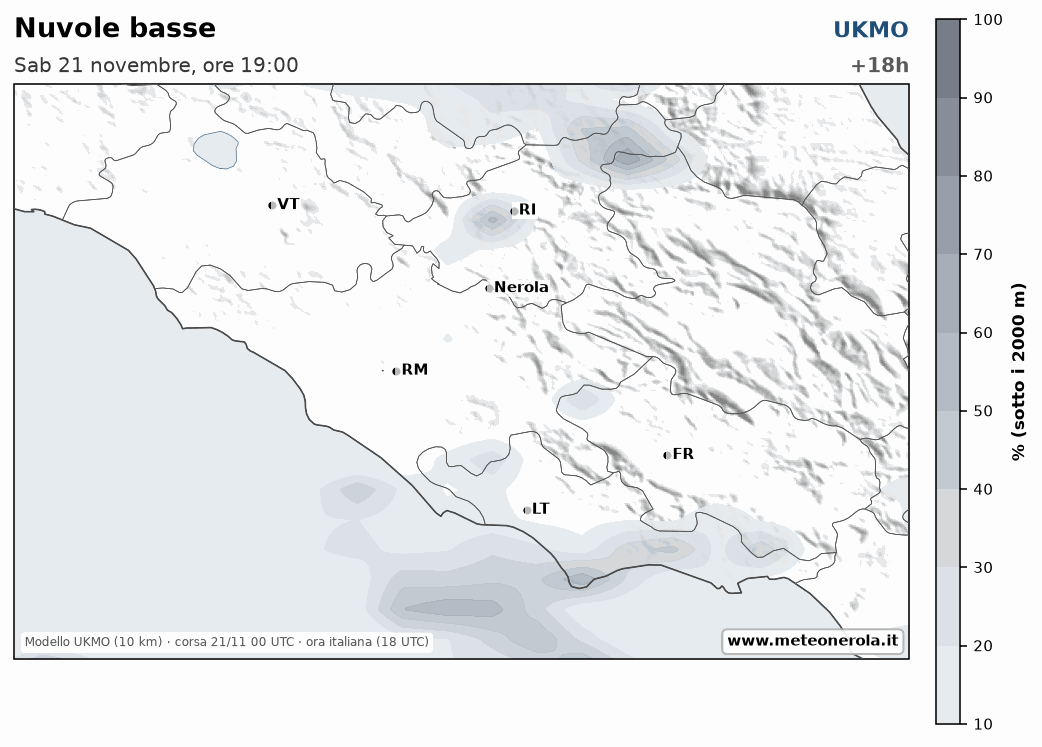 Nuvole basse
UKMO
Sab 21 novembre, ore 19:00
+18h
100
90
80
70
60
50
40
30
20
10
% (sotto i 2000 m)
VT
RI
Nerola
RM
FR
LT
Modello UKMO (10 km) · corsa 21/11 00 UTC · ora italiana (18 UTC)
www.meteonerola.it